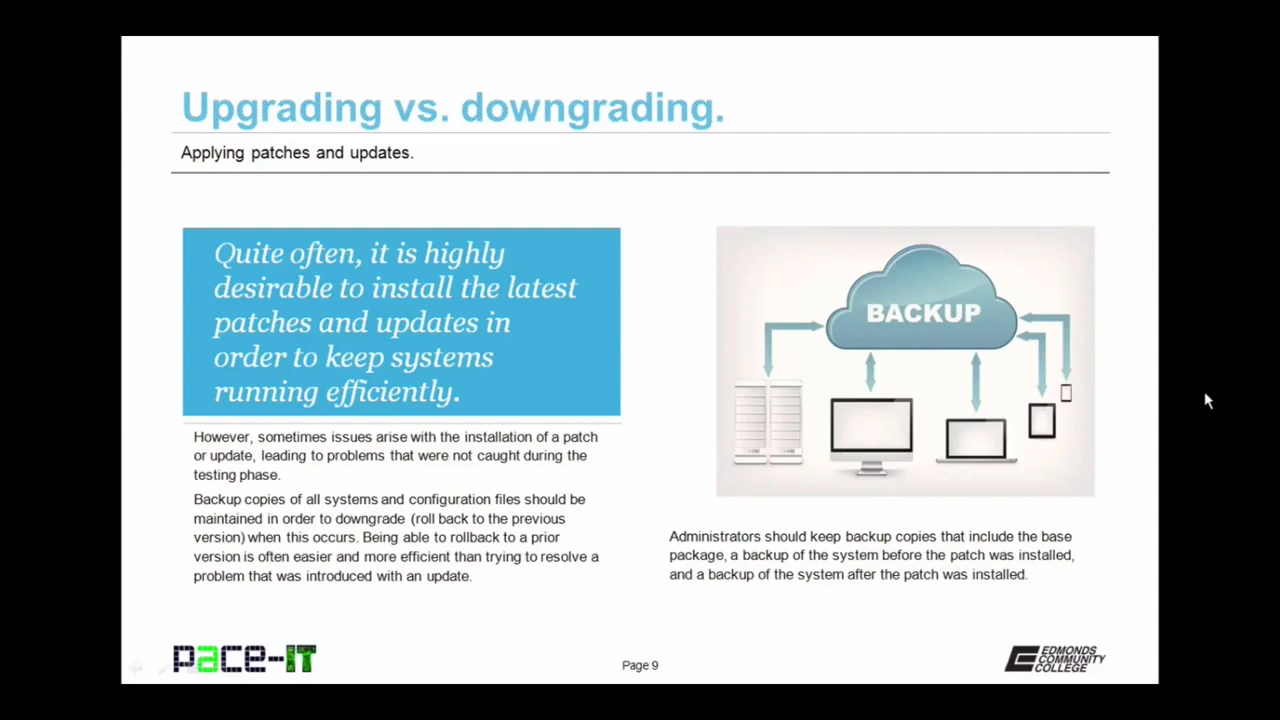 Upgrading vs. downgrading.
Applying patches and updates.
Quite often, it is highly
desirable to install the latest
patches and updates in
order to keep systems
running efficiently.
However, sometimes issues arise with the installation of a patch
or update, leading to problems that were not caught during the
testing phase.
Backup copies of all systems and configuration files should be
maintained in order to downgrade (roll back to the previous
version) when this occurs. Being able to rollback to a prior
version is often easier and more efficient than trying to resolve a
problem that was introduced with an update.
BACKUP
Administrators should keep backup copies that include the base
package, a backup of the system before the patch was installed,
and a backup of the system after the patch was installed.
pace-IT
Page 9
EDMONDS
COMMUNITY
COLLEGE